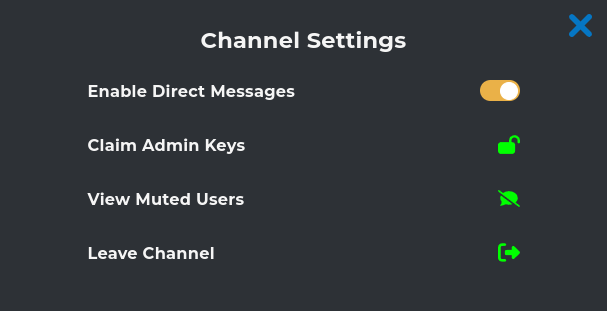 Channel Settings
Enable Direct Messages
Claim Admin Keys
View Muted Users
Leave Channel